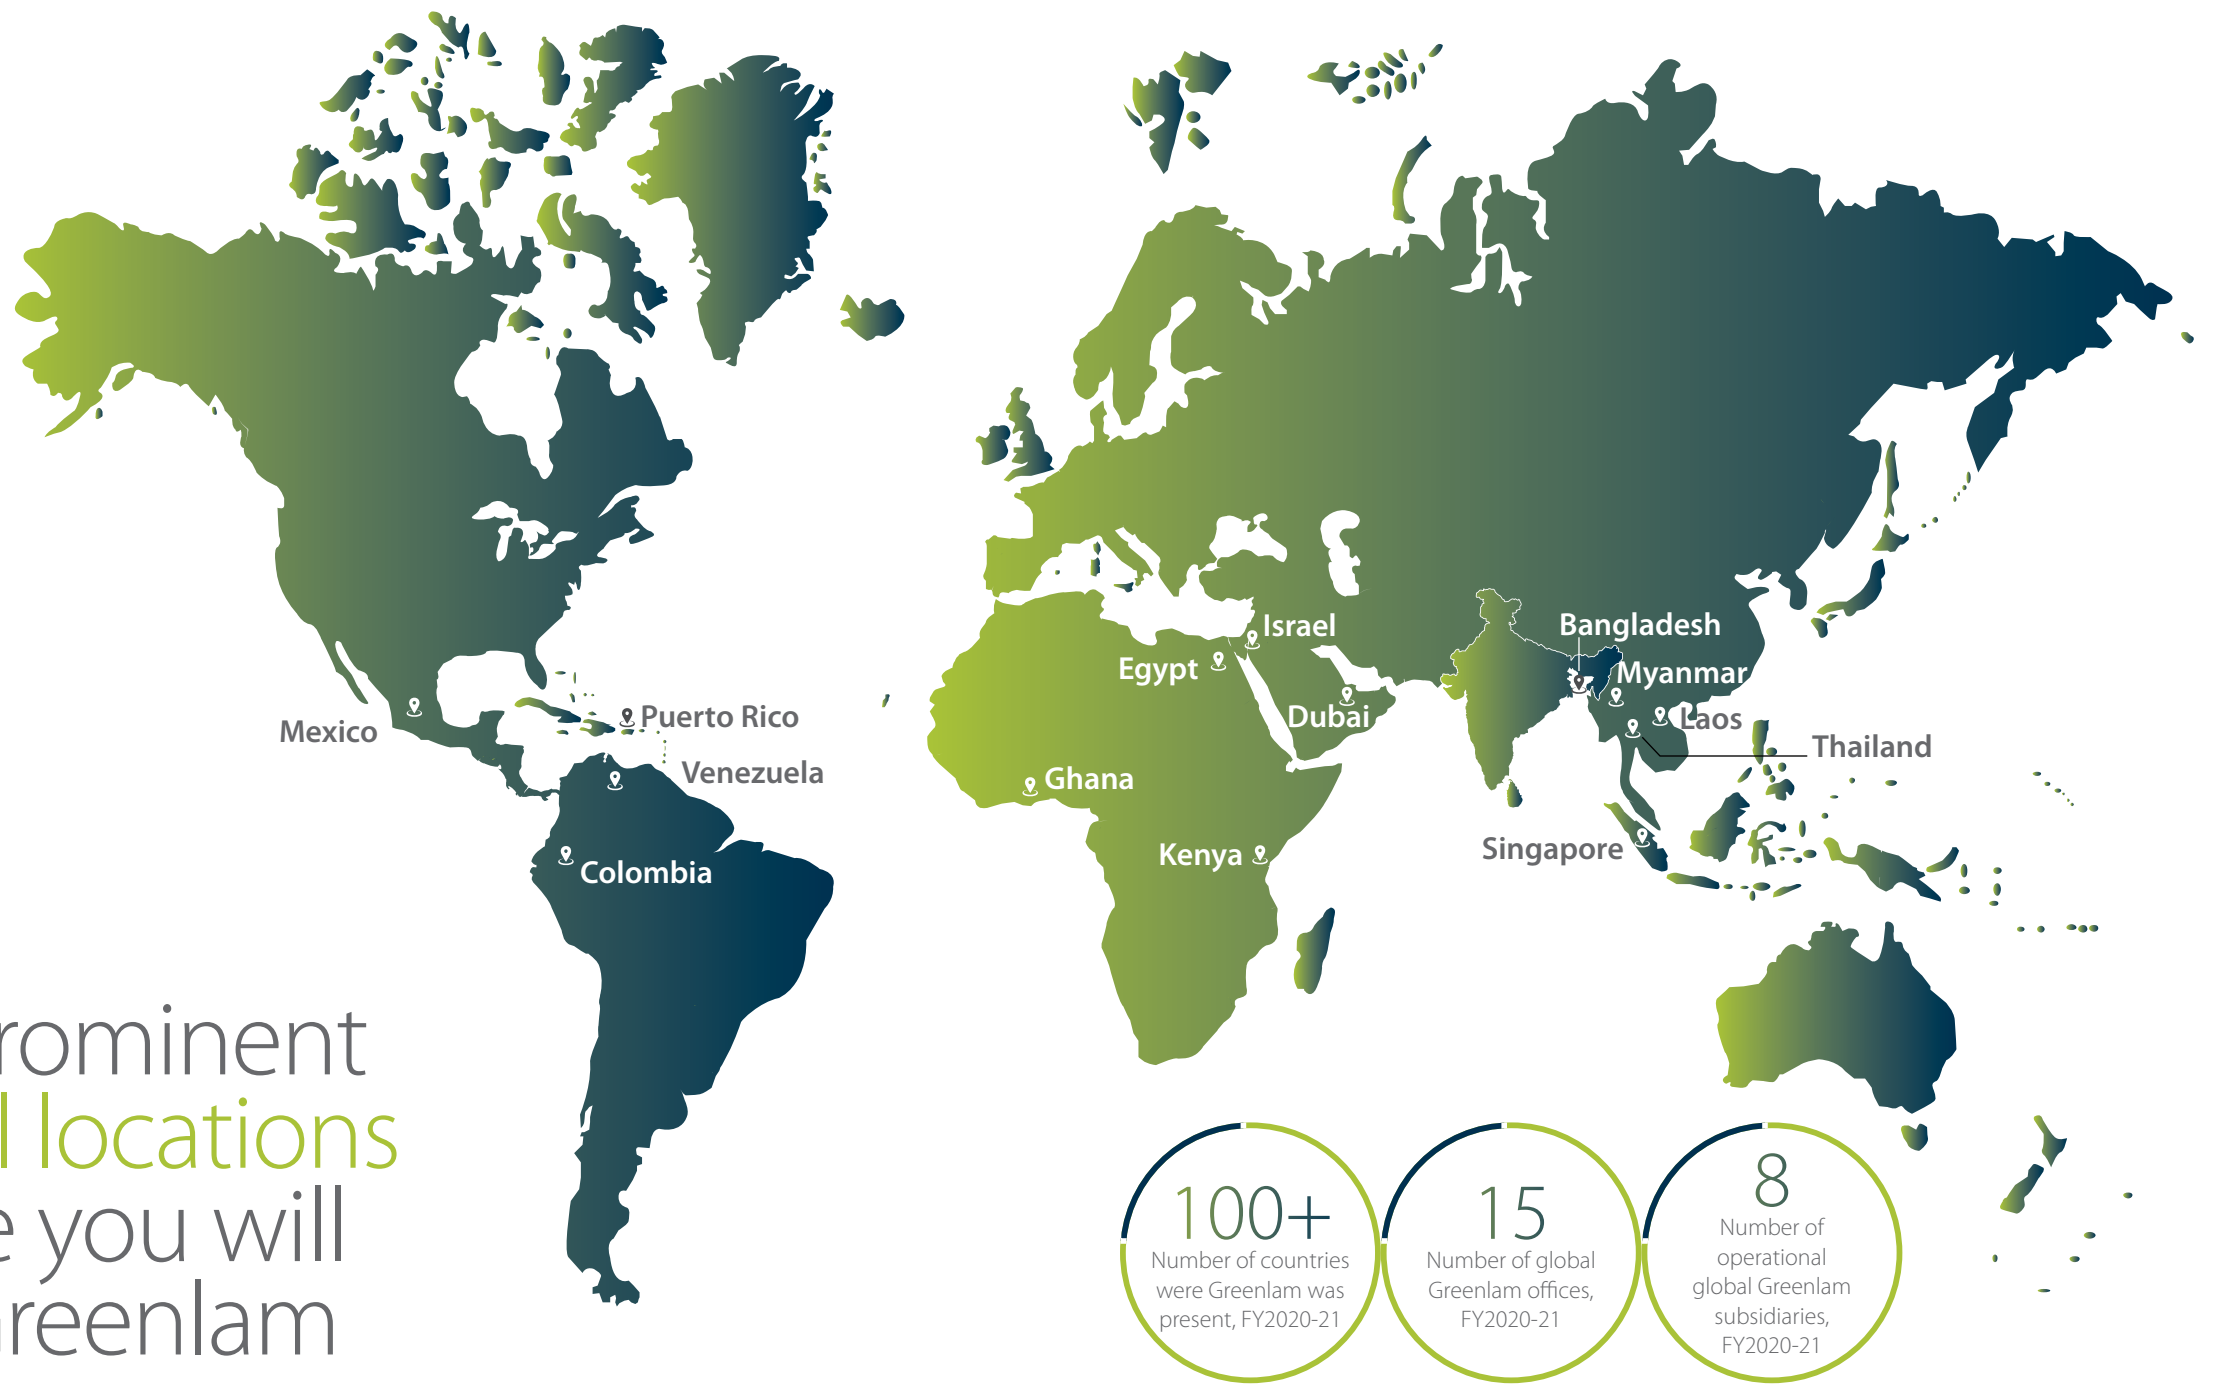 Israel
Bangladesh
Egypt
Myanmar
Mexico
Puerto Rico
Dubai
Laos
Thailand
Venezuela
Ghana
Colombia
Kenya
Singapore
rominent
l locations
e you will
reenlam
100+
Number of countries
were Greenlam was
present, FY2020-21
15
Number of global
Greenlam offices,
FY2020-21
8
Number of
operational
global Greenlam
subsidiaries,
FY2020-21